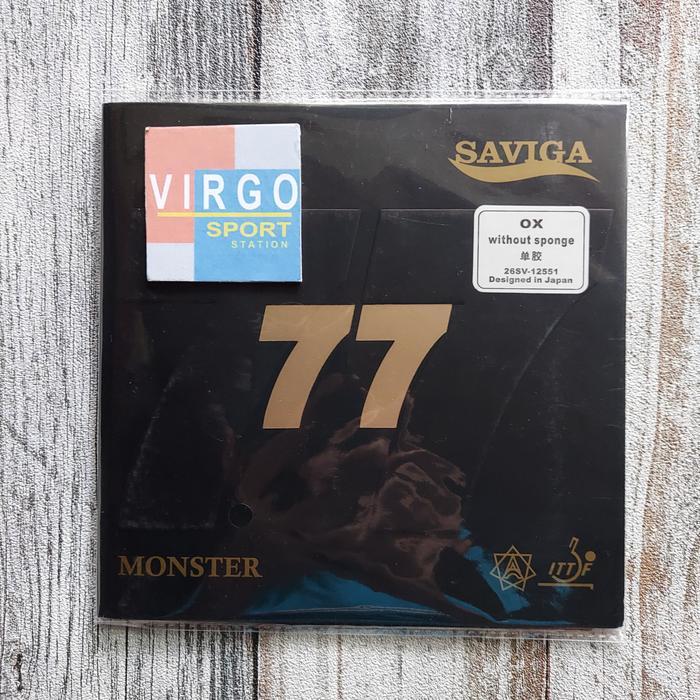 VIRGO
SPORT
STATION
SAVIGA
OX
without sponge
单胶
26SV-12551
Designed in Japan
77
MONSTER
ITTF